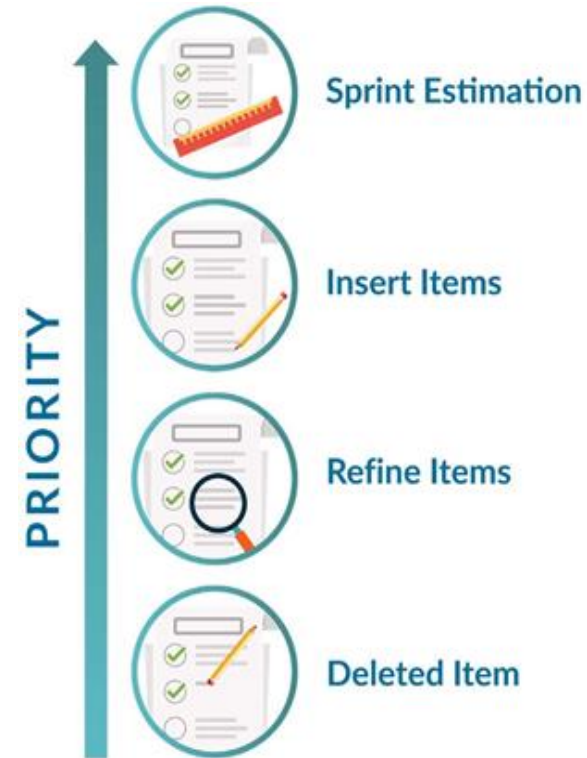 Sprint Estimation
Insert Items
PRIORITY
Refine Items
Deleted Item